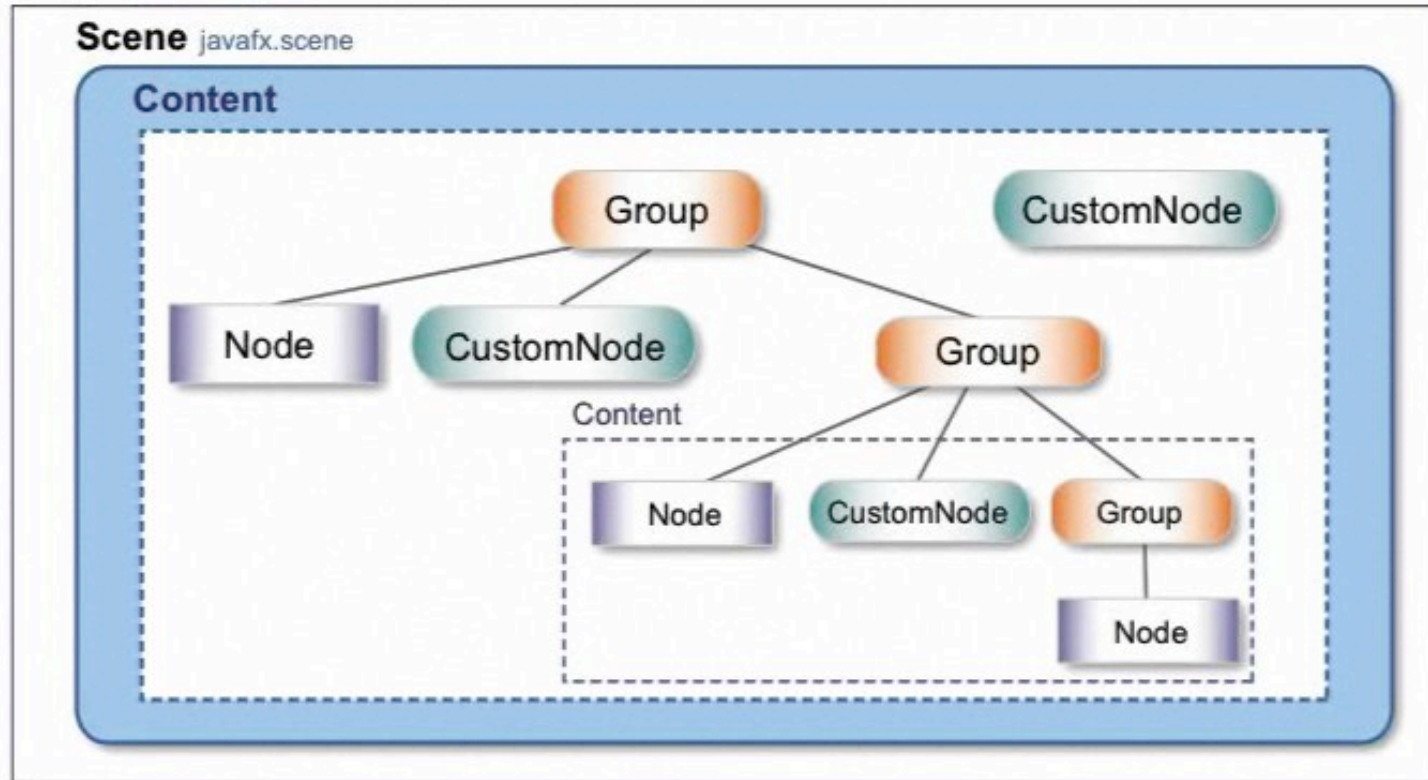 Scene javafx.scene
Content
Group
CustomNode
Node
CustomNode
Group
Content
Node
CustomNode
Group
Node